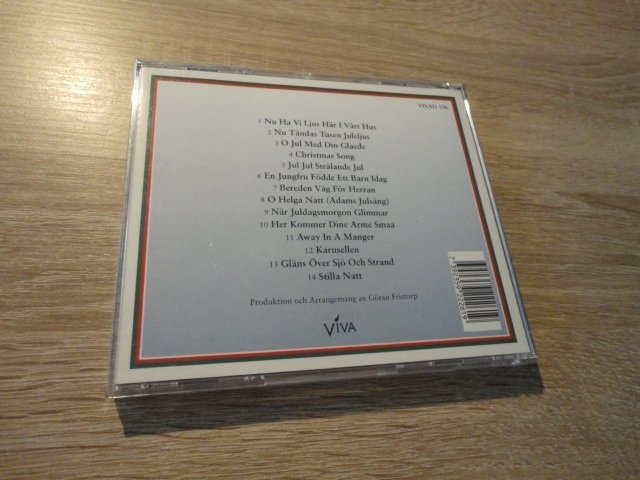 VIVAD 106
1 Nu Ha Vi Ljus Här I Vårt Hus
2 Nu Tändas Tusen Juleljus
3 O Jul Med Din Glaede
4 Christmas Song
5 Jul Jul Strålande Jul
6 En Jungfru Födde Ett Barn Idag
7 Bereden Väg För Herran
8 O Helga Natt (Adams Julsång)
9 När Juldagsmorgon Glimmar
10 Her Kommer Dine Arme Smaa
11 Away In A Manger
12 Karusellen
13 Gläns Över Sjö Och Strand
14 Stilla Natt
Produktion och Arrangemang av Göran Fristorp
VIVA